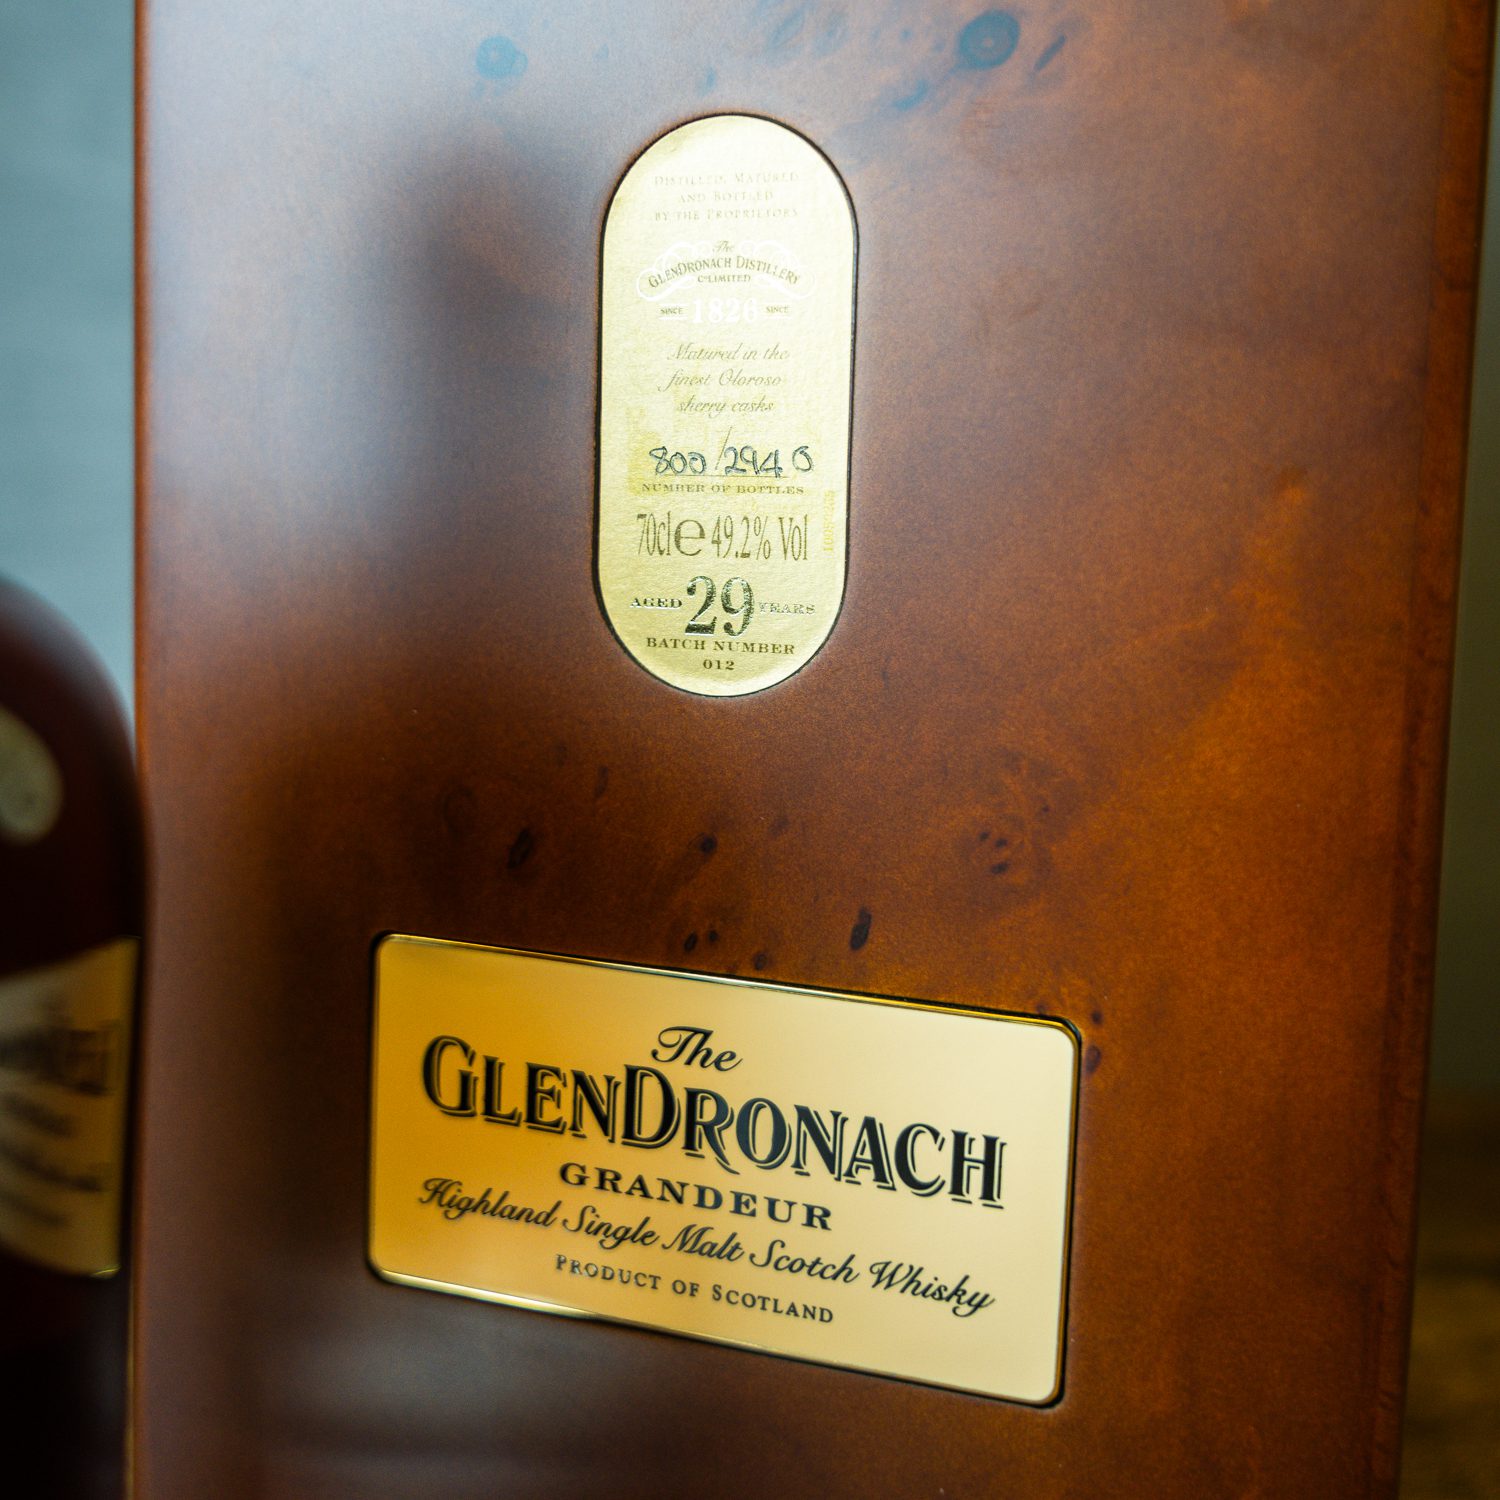 DISTILLED, MATURED
AND BOTTLED
BY THE PROPRIETORS
The
GLENDRONACH DISTILLERY
Co LIMITED
SINCE 1826 SINCE
Matured in the
finest Oloroso
sherry casks
800/2940
NUMBER OF BOTTLES
70cl e 49.2% Vol
AGED 29 YEARS
BATCH NUMBER
012
The
GLENDRONACH
GRANDEUR
Highland Single Malt Scotch Whisky
PRODUCT OF SCOTLAND